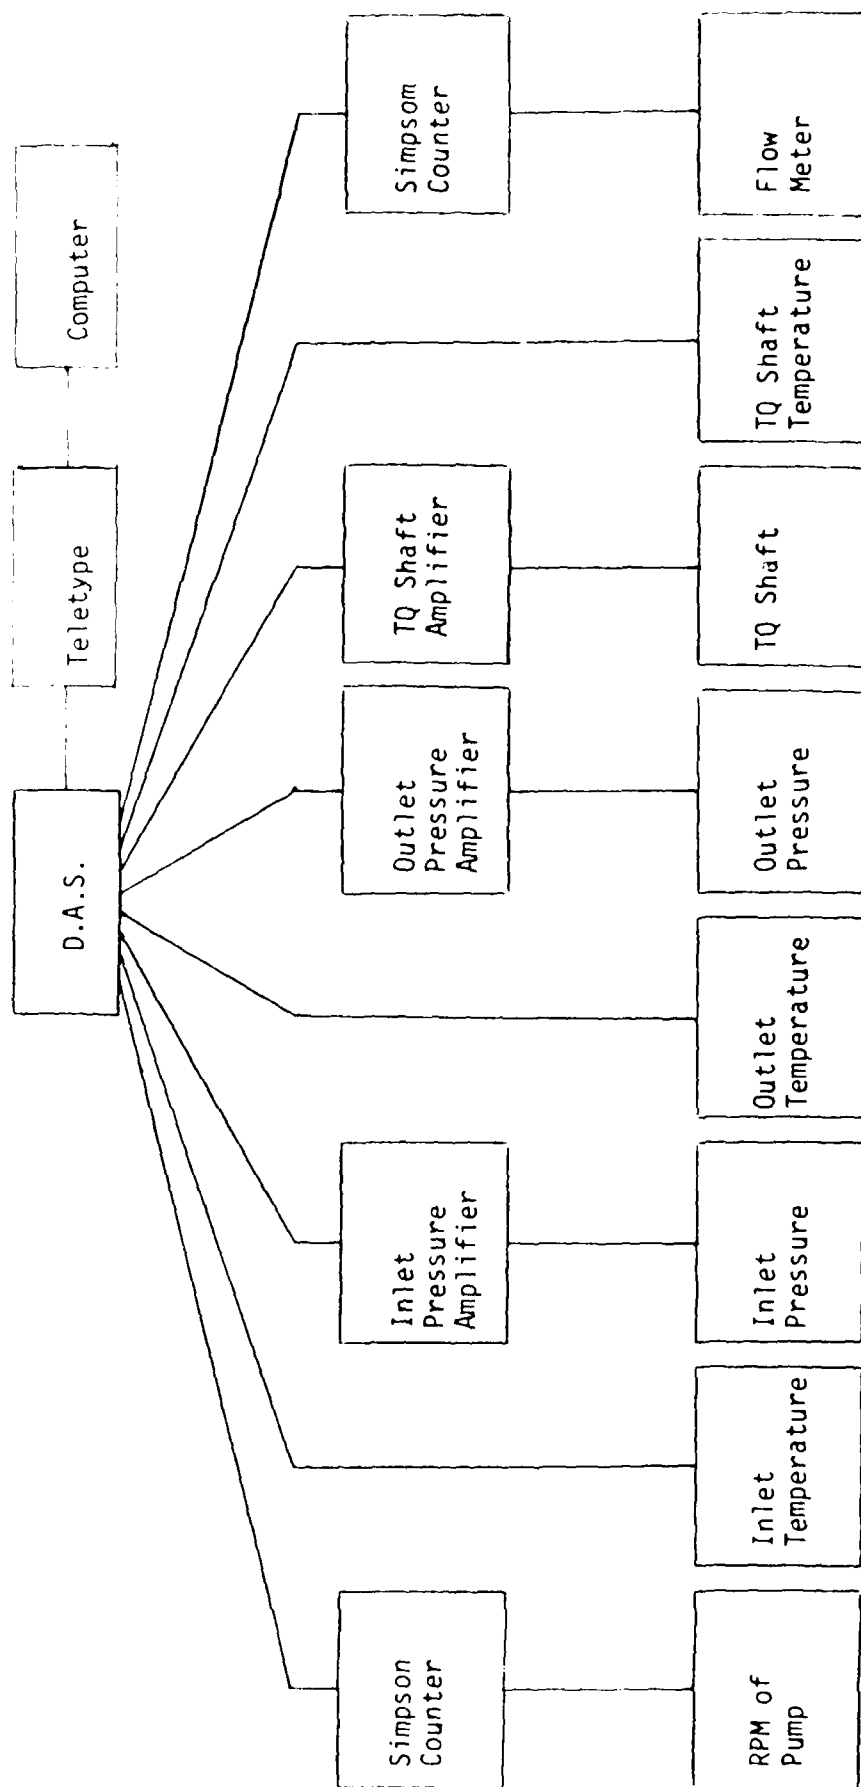 D.A.S.
Teletype
Computer
Simpson
Counter
Inlet
Pressure
Amplifier
Outlet
Pressure
Amplifier
TQ Shaft
Amplifier
Simpsom
Counter
RPM of
Pump
Inlet
Temperature
Inlet
Pressure
Outlet
Temperature
Outlet
Pressure
TQ Shaft
TQ Shaft
Temperature
Flow
Meter